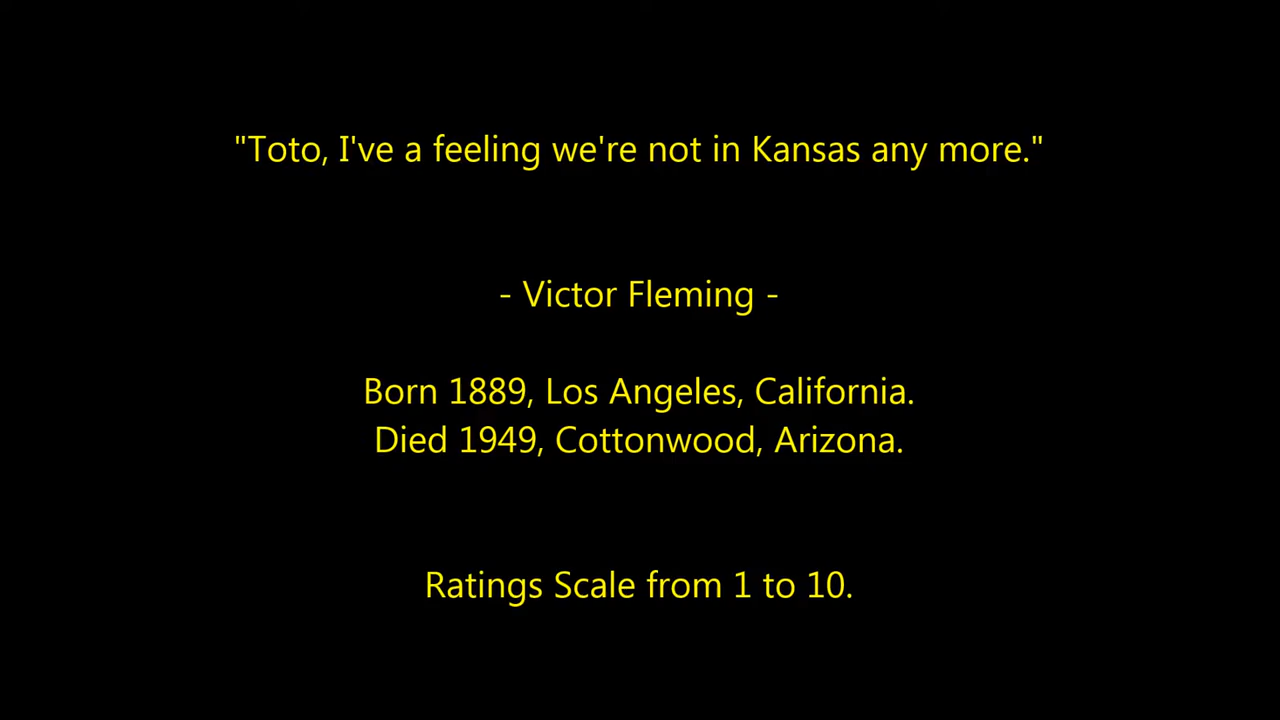 "Toto, I've a feeling we're not in Kansas any more."
- Victor Fleming -
Born 1889, Los Angeles, California.
Died 1949, Cottonwood, Arizona.
Ratings Scale from 1 to 10.